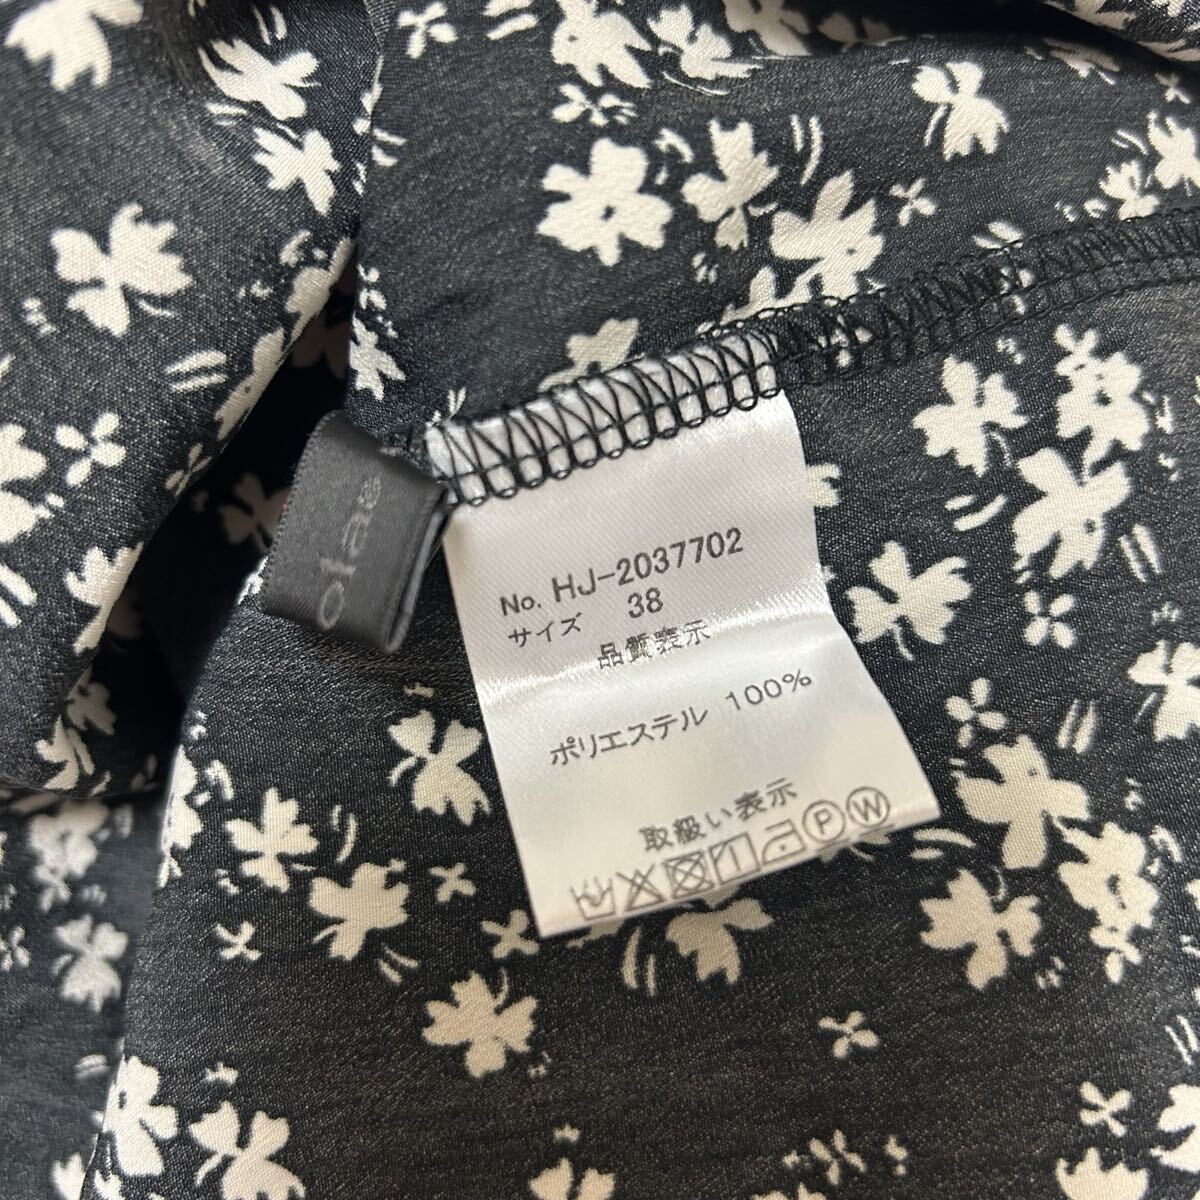 olas
No. HJ-2037702
サイズ 38
品質表示
ポリエステル 100%
取扱い表示
P W